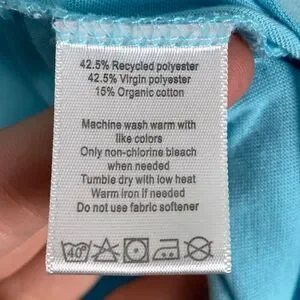 42.5% Recycled polyester
42.5% Virgin polyester
15% Organic cotton
Machine wash warm with
like colors
Only non-chlorine bleach
when needed
Tumble dry with low heat
Warm iron if needed
Do not use fabric softener
40°